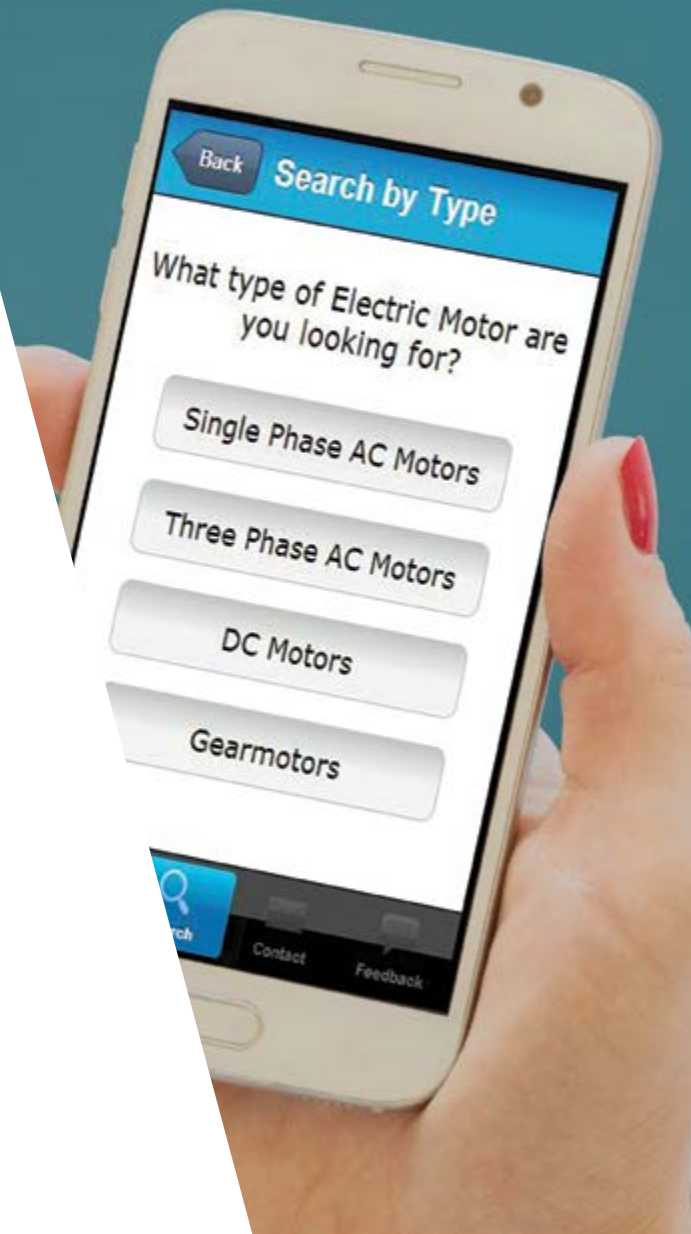 Back
Search by Type
What type of Electric Motor are
you looking for?
Single Phase AC Motors
Three Phase AC Motors
DC Motors
Gearmotors
rch
Contact
Feedback